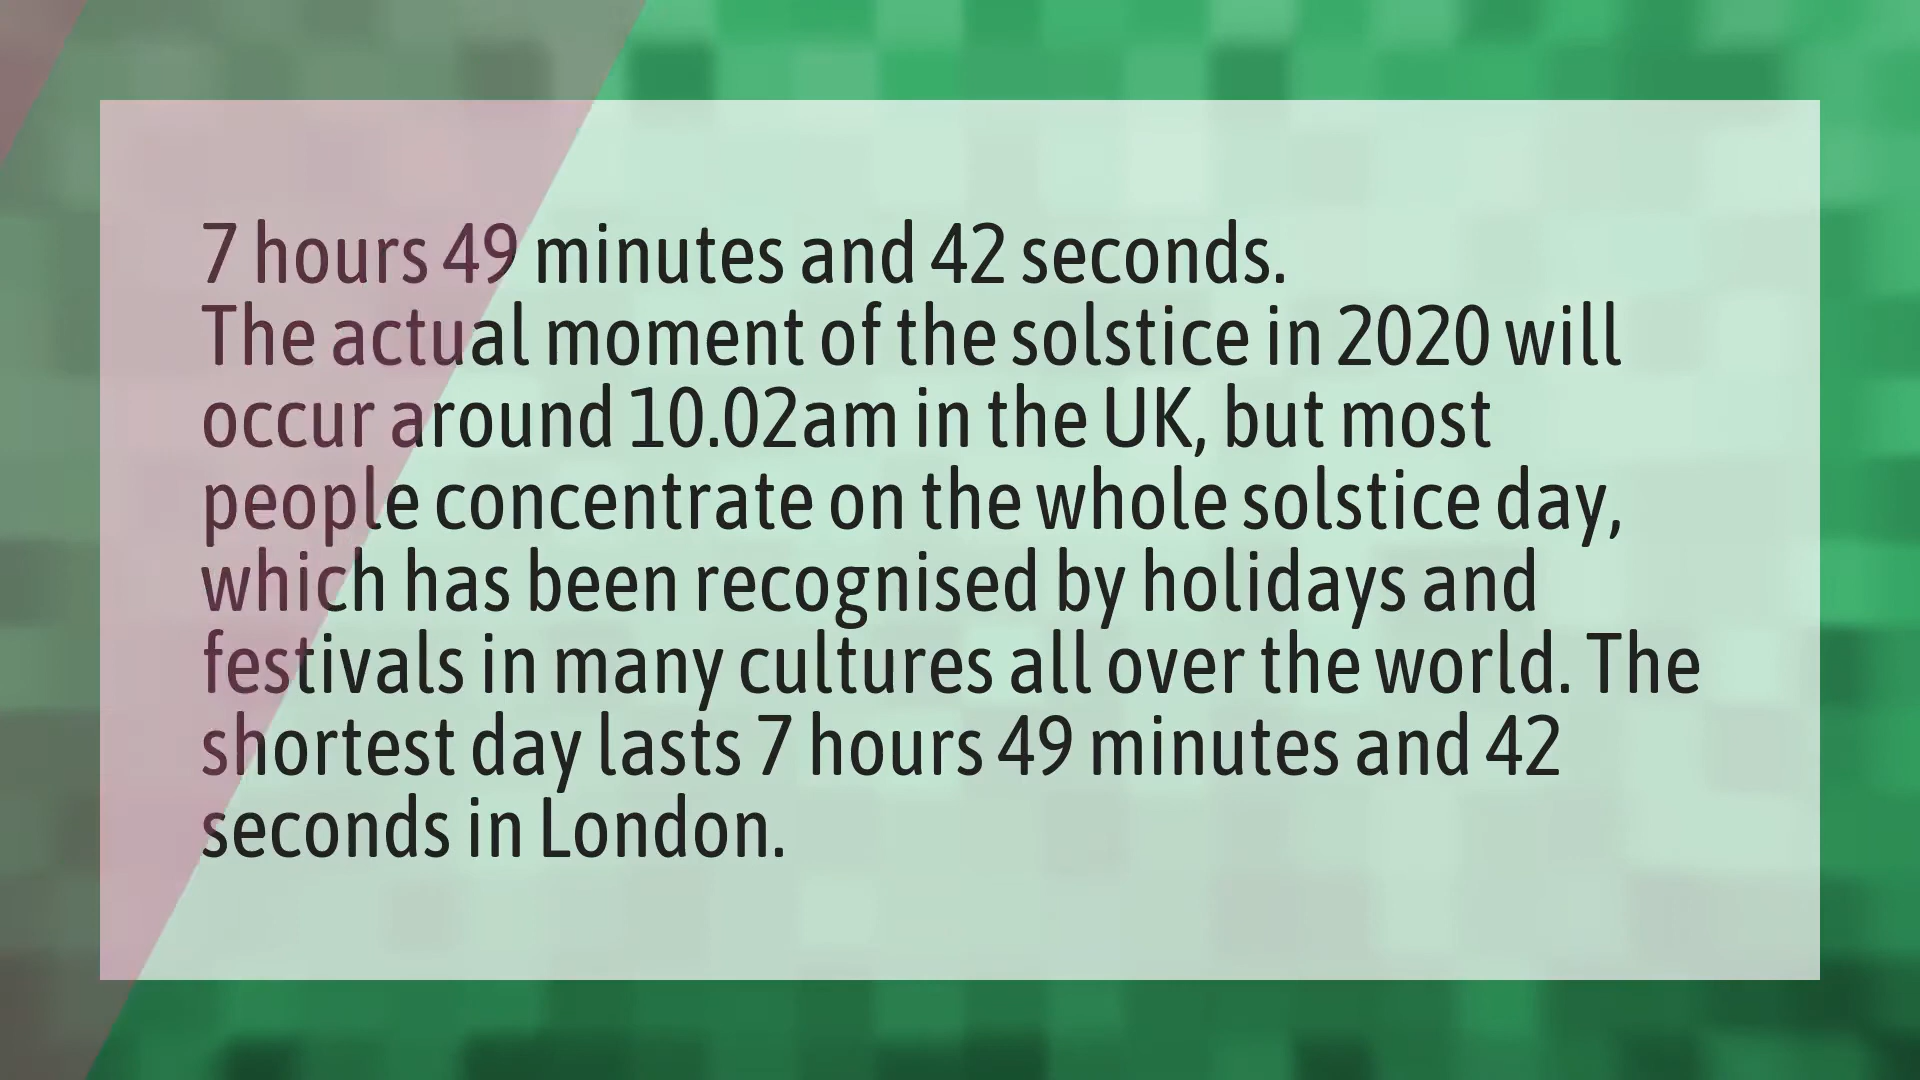 7 hours 49 minutes and 42 seconds.
The actual moment of the solstice in 2020 will
occur around 10.02am in the UK, but most
people concentrate on the whole solstice day,
which has been recognised by holidays and
festivals in many cultures all over the world. The
shortest day lasts 7 hours 49 minutes and 42
seconds in London.